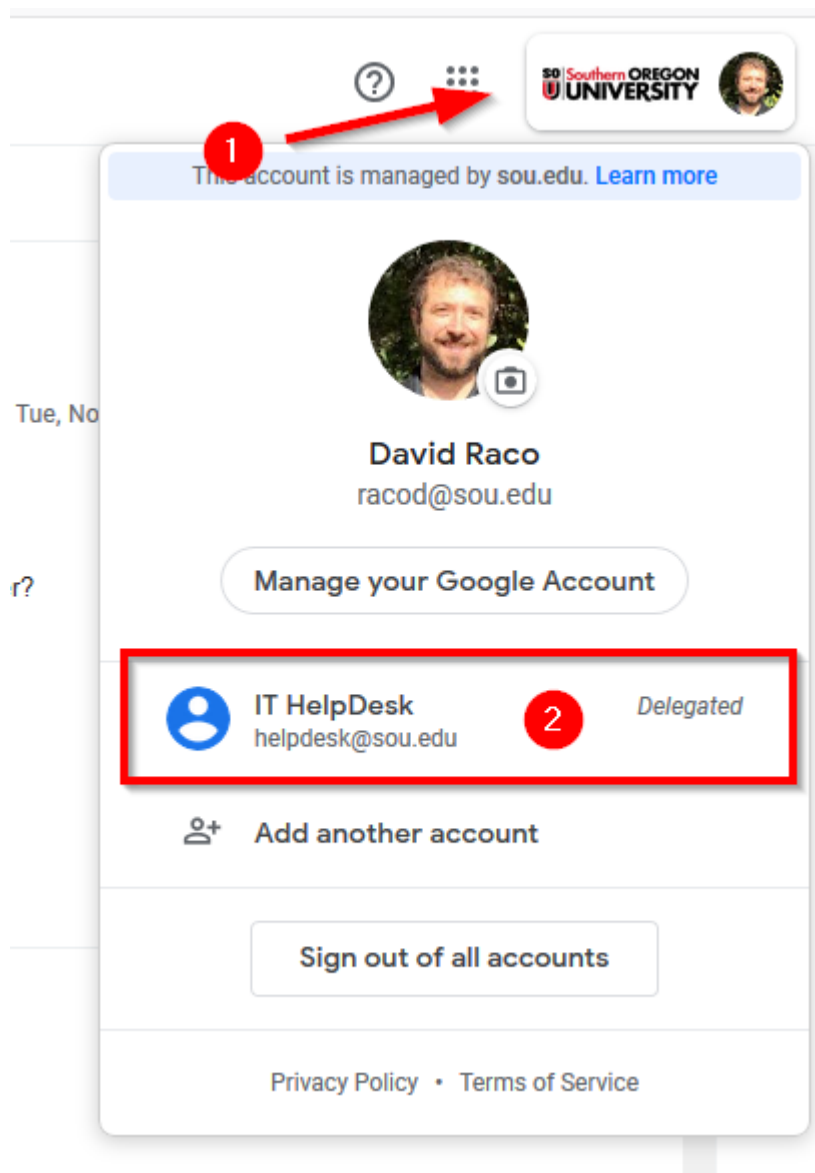 SO Southern OREGON
U UNIVERSITY
1
This account is managed by sou.edu. Learn more
Tue, No
David Raco
racod@sou.edu
Manage your Google Account
r?
IT HelpDesk
2
Delegated
helpdesk@sou.edu
Add another account
Sign out of all accounts
Privacy Policy • Terms of Service